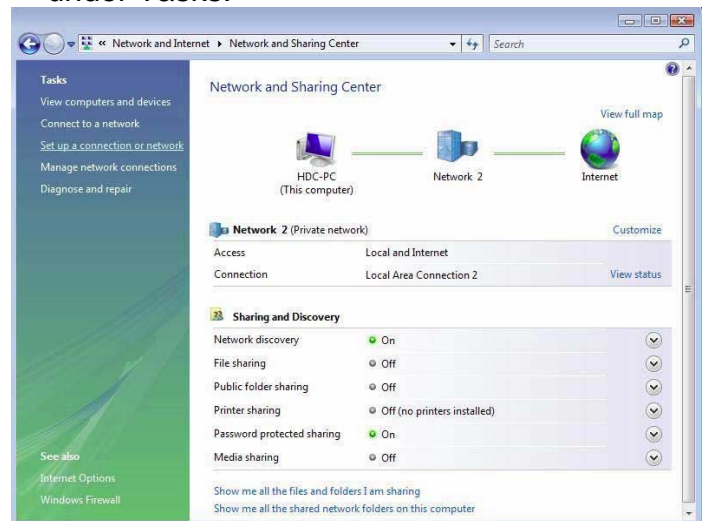 under Tasks.
« Network and Internet ▸ Network and Sharing Center
Search
Tasks
View computers and devices
Connect to a network
Set up a connection or network
Manage network connections
Diagnose and repair
See also
Internet Options
Windows Firewall
Network and Sharing Center
View full map
HDC-PC
(This computer)
Network 2
Internet
Network 2 (Private network) Customize
Access Local and Internet
Connection Local Area Connection 2 View status
Sharing and Discovery
Network discovery On
File sharing Off
Public folder sharing Off
Printer sharing Off (no printers installed)
Password protected sharing On
Media sharing Off
Show me all the files and folders I am sharing
Show me all the shared network folders on this computer